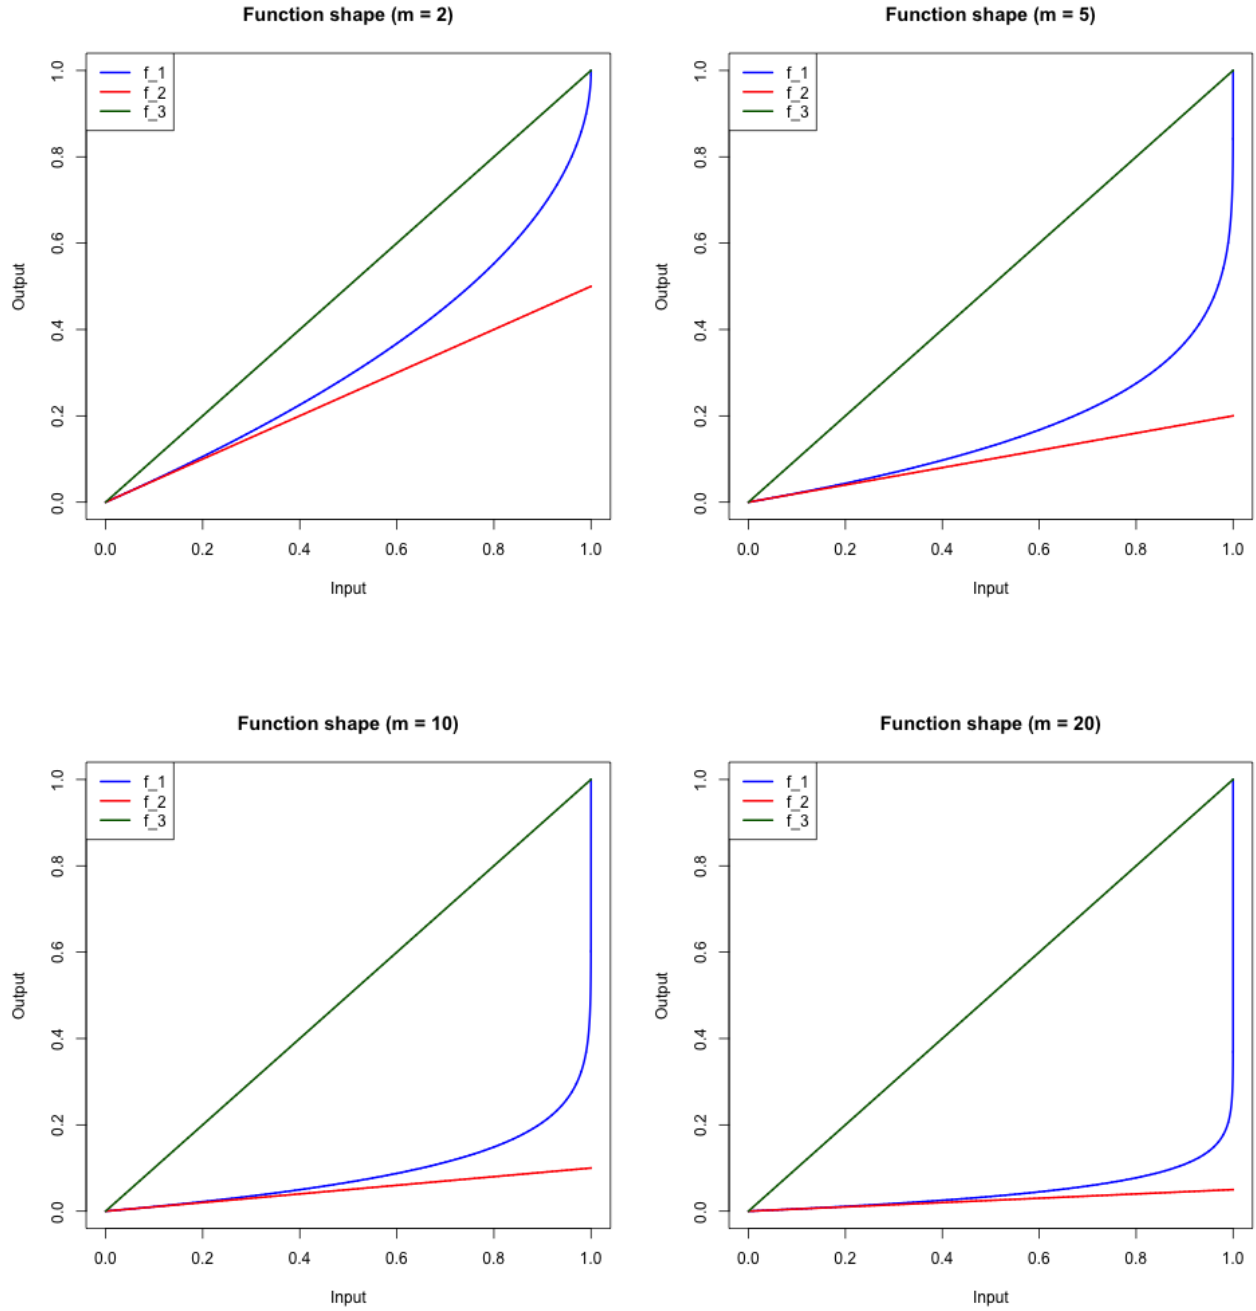 Function shape (m = 2)
f_1
f_2
f_3
1.0
0.8
0.6
0.4
0.2
0.0
Output
0.0 0.2 0.4 0.6 0.8 1.0
Input
Function shape (m = 5)
f_1
f_2
f_3
1.0
0.8
0.6
0.4
0.2
0.0
Output
0.0 0.2 0.4 0.6 0.8 1.0
Input
Function shape (m = 10)
f_1
f_2
f_3
1.0
0.8
0.6
0.4
0.2
0.0
Output
0.0 0.2 0.4 0.6 0.8 1.0
Input
Function shape (m = 20)
f_1
f_2
f_3
1.0
0.8
0.6
0.4
0.2
0.0
Output
0.0 0.2 0.4 0.6 0.8 1.0
Input